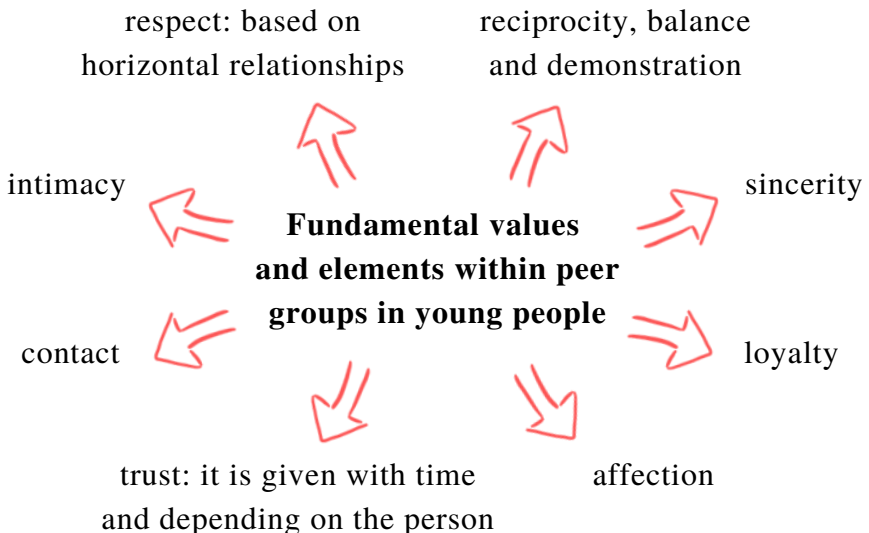 respect: based on
horizontal relationships
reciprocity, balance
and demonstration
intimacy
sincerity
Fundamental values
and elements within peer
groups in young people
contact
loyalty
trust: it is given with time
and depending on the person
affection